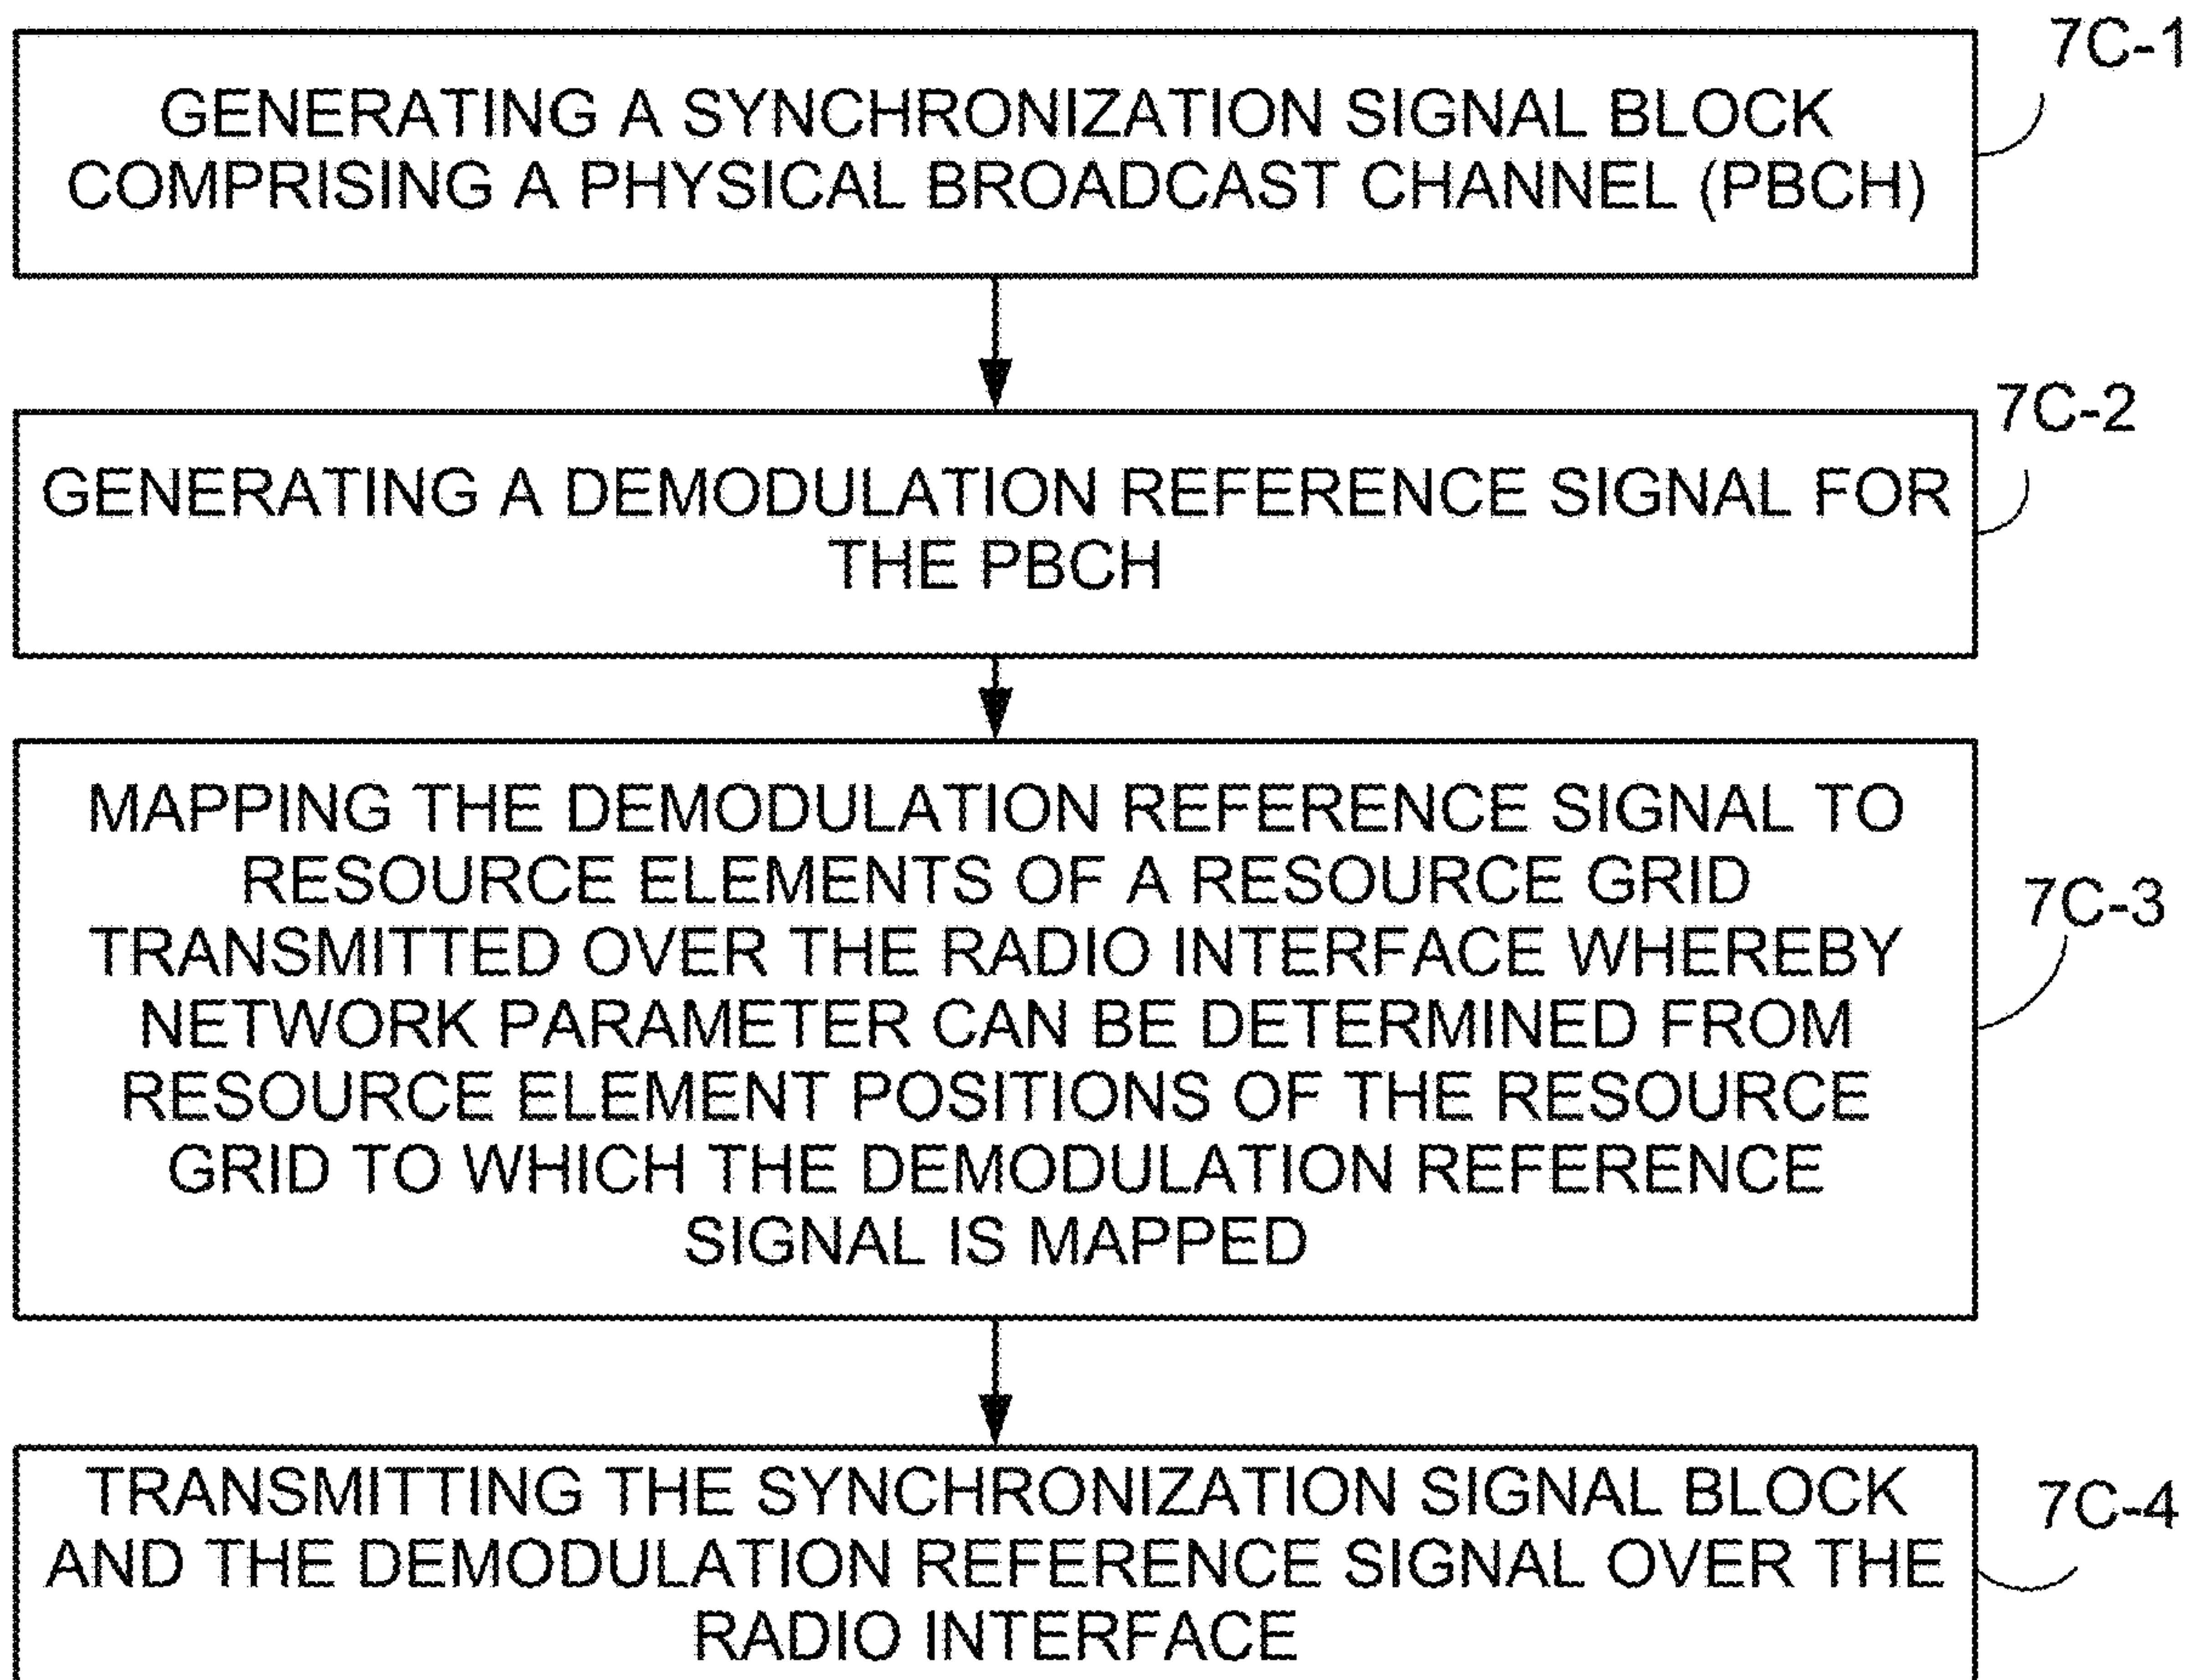 7C-1
GENERATING A SYNCHRONIZATION SIGNAL BLOCK
COMPRISING A PHYSICAL BROADCAST CHANNEL (PBCH)
7C-2
GENERATING A DEMODULATION REFERENCE SIGNAL FOR
THE PBCH
MAPPING THE DEMODULATION REFERENCE SIGNAL TO
RESOURCE ELEMENTS OF A RESOURCE GRID
7C-3
TRANSMITTED OVER THE RADIO INTERFACE WHEREBY
NETWORK PARAMETER CAN BE DETERMINED FROM
RESOURCE ELEMENT POSITIONS OF THE RESOURCE
GRID TO WHICH THE DEMODULATION REFERENCE
SIGNAL IS MAPPED
TRANSMITTING THE SYNCHRONIZATION SIGNAL BLOCK
7C-4
AND THE DEMODULATION REFERENCE SIGNAL OVER THE
RADIO INTERFACE